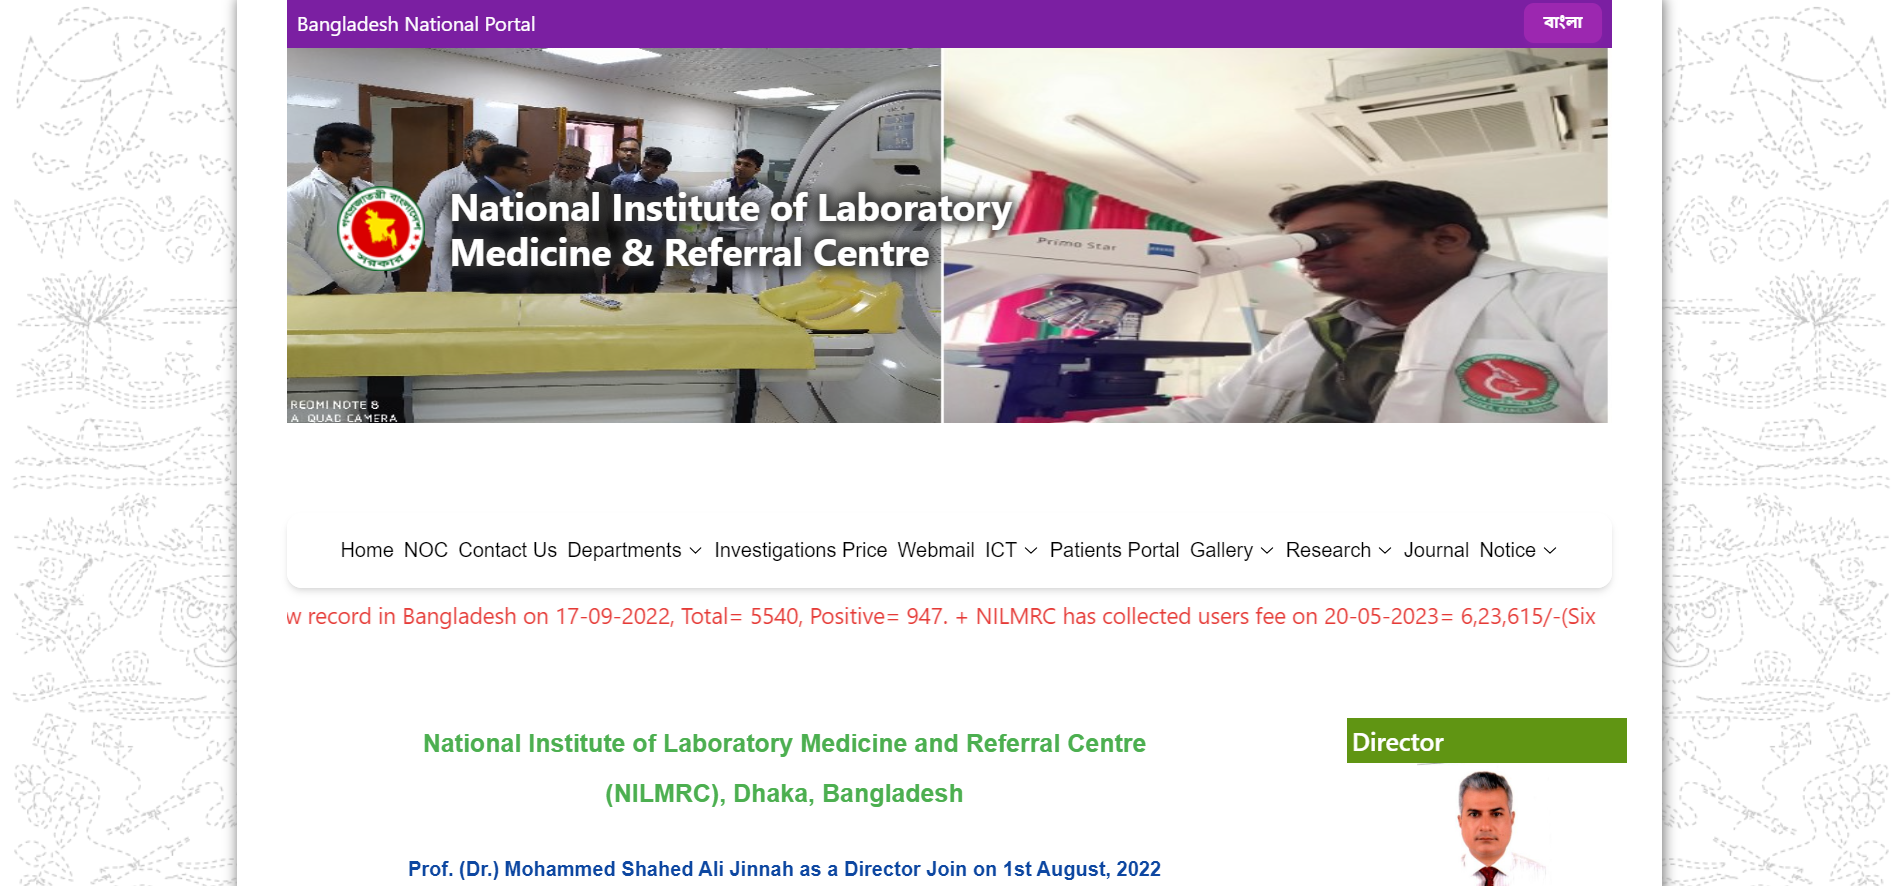 Bangladesh National Portal
বাংলা
National Institute of Laboratory
Medicine & Referral Centre
গণপ্রজাতন্ত্রী বাংলাদেশ
সরকার
Primo Star
REDMI NOTE 8
QUAD CAMERA
Home NOC Contact Us Departments Investigations Price Webmail ICT Patients Portal Gallery Research Journal Notice
w record in Bangladesh on 17-09-2022, Total= 5540, Positive= 947. + NILMRC has collected users fee on 20-05-2023= 6,23,615/-(Six
National Institute of Laboratory Medicine and Referral Centre
(NILMRC), Dhaka, Bangladesh
Prof. (Dr.) Mohammed Shahed Ali Jinnah as a Director Join on 1st August, 2022
Director